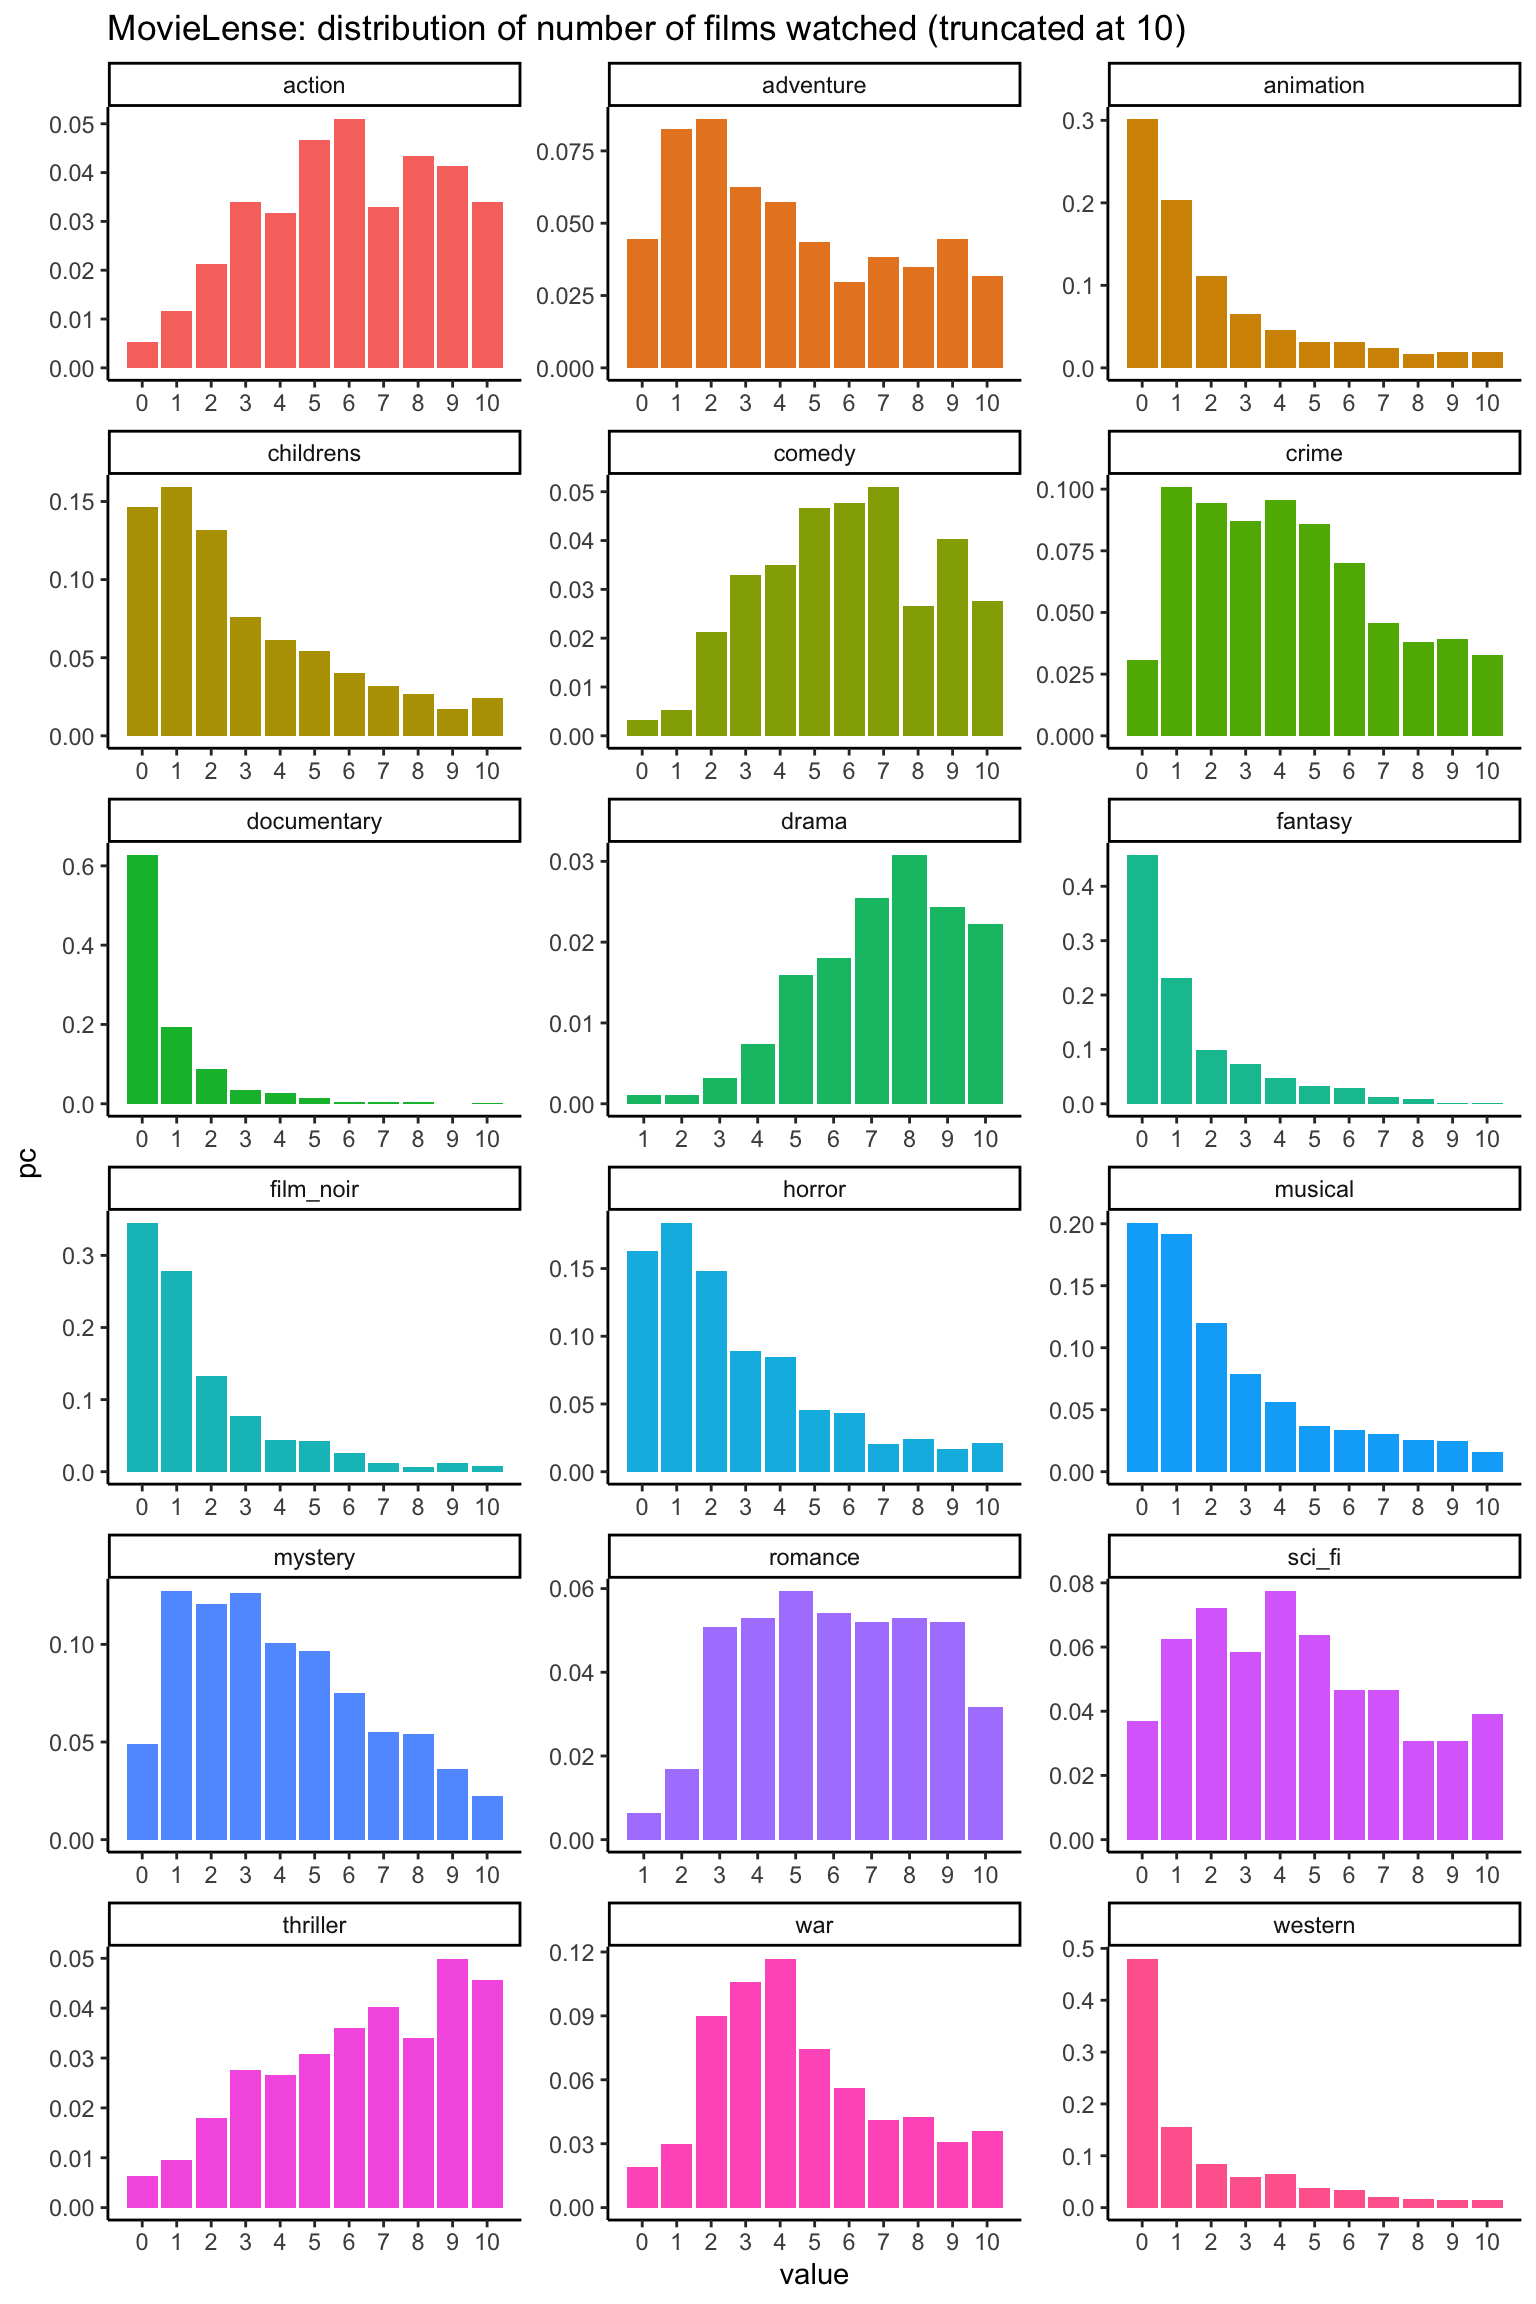 MovieLense: distribution of number of films watched (truncated at 10)
action adventure animation
0.05 0.04 0.03 0.02 0.01 0.00
0.075 0.050 0.025 0.000
0.3 0.2 0.1 0.0
0 1 2 3 4 5 6 7 8 9 10
0 1 2 3 4 5 6 7 8 9 10
0 1 2 3 4 5 6 7 8 9 10
childrens comedy crime
0.15 0.10 0.05 0.00
0.05 0.04 0.03 0.02 0.01 0.00
0.100 0.075 0.050 0.025 0.000
0 1 2 3 4 5 6 7 8 9 10
0 1 2 3 4 5 6 7 8 9 10
0 1 2 3 4 5 6 7 8 9 10
documentary drama fantasy
0.6 0.4 0.2 0.0
0.03 0.02 0.01 0.00
0.4 0.3 0.2 0.1 0.0
0 1 2 3 4 5 6 7 8 9 10
1 2 3 4 5 6 7 8 9 10
0 1 2 3 4 5 6 7 8 9 10
pc
film_noir horror musical
0.3 0.2 0.1 0.0
0.15 0.10 0.05 0.00
0.20 0.15 0.10 0.05 0.00
0 1 2 3 4 5 6 7 8 9 10
0 1 2 3 4 5 6 7 8 9 10
0 1 2 3 4 5 6 7 8 9 10
mystery romance sci_fi
0.10 0.05 0.00
0.06 0.04 0.02 0.00
0.08 0.06 0.04 0.02 0.00
0 1 2 3 4 5 6 7 8 9 10
1 2 3 4 5 6 7 8 9 10
0 1 2 3 4 5 6 7 8 9 10
thriller war western
0.05 0.04 0.03 0.02 0.01 0.00
0.12 0.09 0.06 0.03 0.00
0.5 0.4 0.3 0.2 0.1 0.0
0 1 2 3 4 5 6 7 8 9 10
0 1 2 3 4 5 6 7 8 9 10
0 1 2 3 4 5 6 7 8 9 10
value